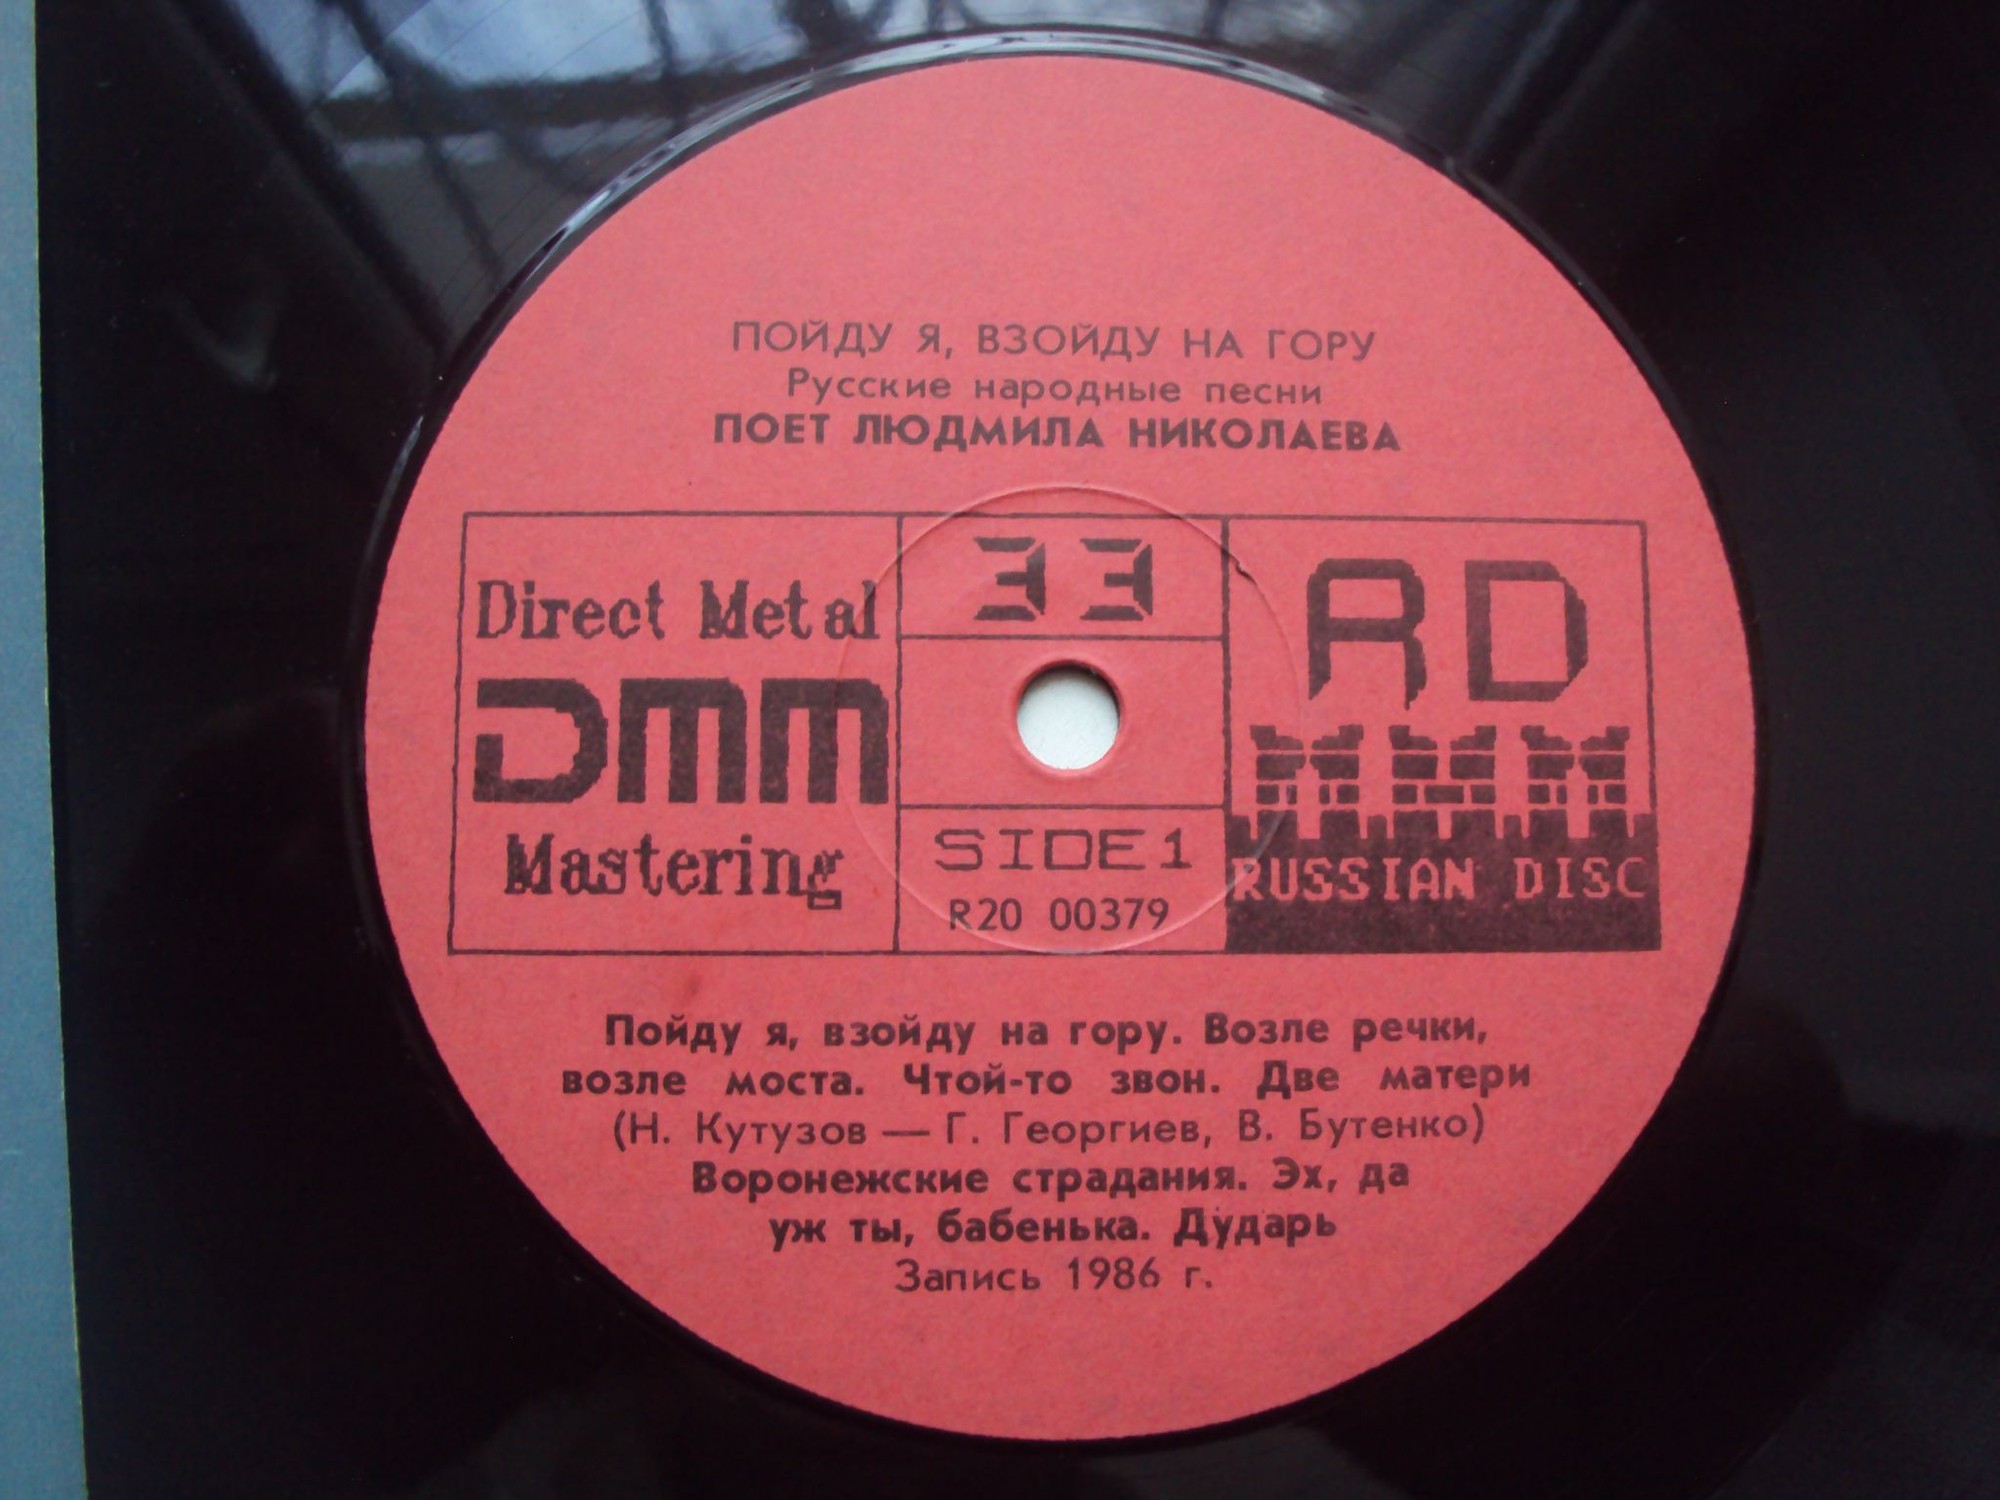 ПОЙДУ Я, ВЗОЙДУ НА ГОРУ
Русские народные песни
ПОЕТ ЛЮДМИЛА НИКОЛАЕВА
Direct Metal
DMM
Mastering
33
SIDE 1
R20 00379
RD
RUSSIAN DISC
Пойду я, взойду на гору. Возле речки,
возле моста. Чтой-то звон. Две матери
(Н. Кутузов — Г. Георгиев, В. Бутенко)
Воронежские страдания. Эх, да
уж ты, бабенька. Дударь
Запись 1986 г.